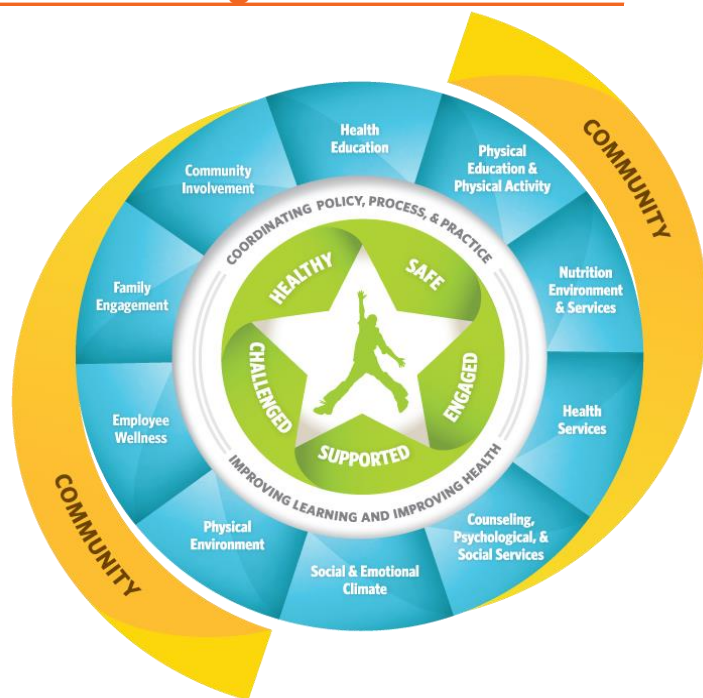 COMMUNITY
Health
Education
Physical
Education &
Physical Activity
Nutrition
Environment
& Services
Health
Services
Counseling,
Psychological, &
Social Services
Social & Emotional
Climate
Physical
Environment
Employee
Wellness
Family
Engagement
Community
Involvement
COORDINATING POLICY, PROCESS, & PRACTICE
HEALTHY
SAFE
ENGAGED
SUPPORTED
CHALLENGED
IMPROVING LEARNING AND IMPROVING HEALTH
COMMUNITY